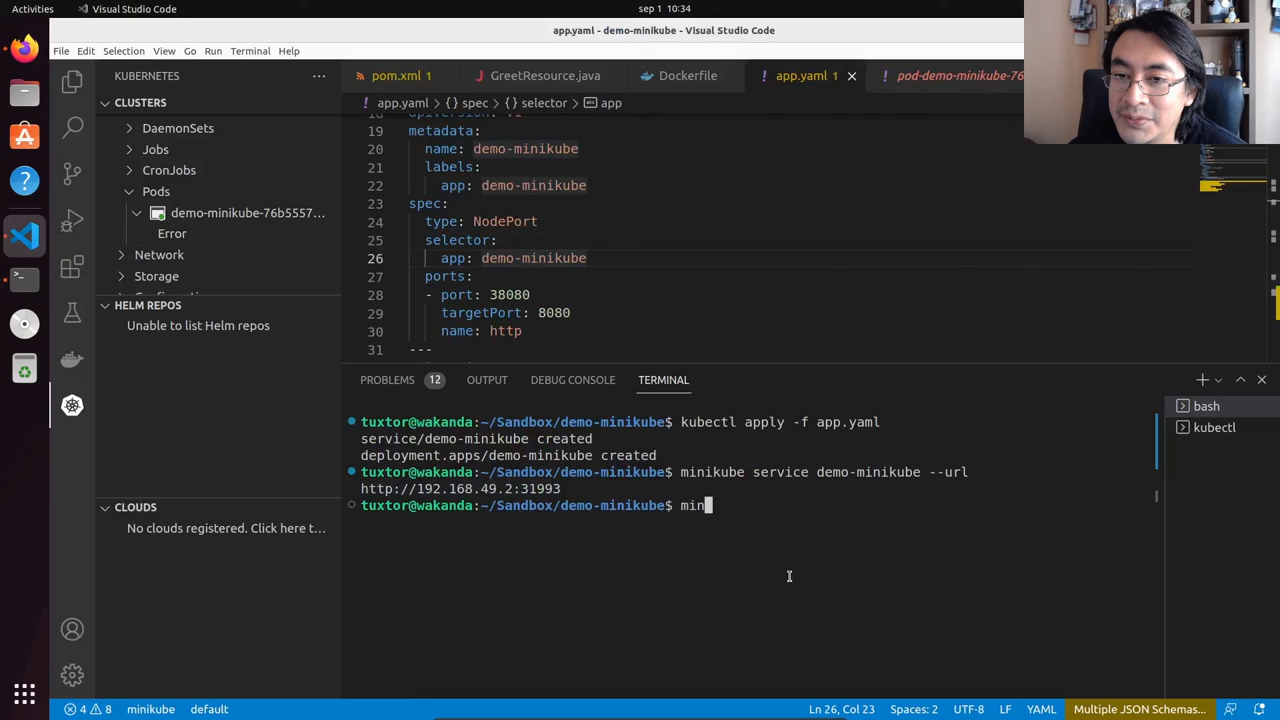 Activities
Visual Studio Code
sep 1 10:34
app.yaml - demo-minikube - Visual Studio Code
File Edit Selection View Go Run Terminal Help
KUBERNETES
pom.xml 1
GreetResource.java
Dockerfile
app.yaml 1
pod-demo-minikube-76
CLUSTERS
app.yaml > {} spec > {} selector > app
DaemonSets
Jobs
CronJobs
Pods
demo-minikube-76b5557...
Error
Network
Storage
HELM REPOS
Unable to list Helm repos
CLOUDS
No clouds registered. Click here t...
19 metadata:
20 name: demo-minikube
21 labels:
22 app: demo-minikube
23 spec:
24 type: NodePort
25 selector:
26 app: demo-minikube
27 ports:
28 - port: 38080
29 targetPort: 8080
30 name: http
31 ---
PROBLEMS 12 OUTPUT DEBUG CONSOLE TERMINAL
tuxtor@wakanda:~/Sandbox/demo-minikube$ kubectl apply -f app.yaml
service/demo-minikube created
deployment.apps/demo-minikube created
tuxtor@wakanda:~/Sandbox/demo-minikube$ minikube service demo-minikube --url
http://192.168.49.2:31993
tuxtor@wakanda:~/Sandbox/demo-minikube$ min
bash
kubectl
4 8 minikube default
Ln 26, Col 23 Spaces: 2 UTF-8 LF YAML Multiple JSON Schemas...